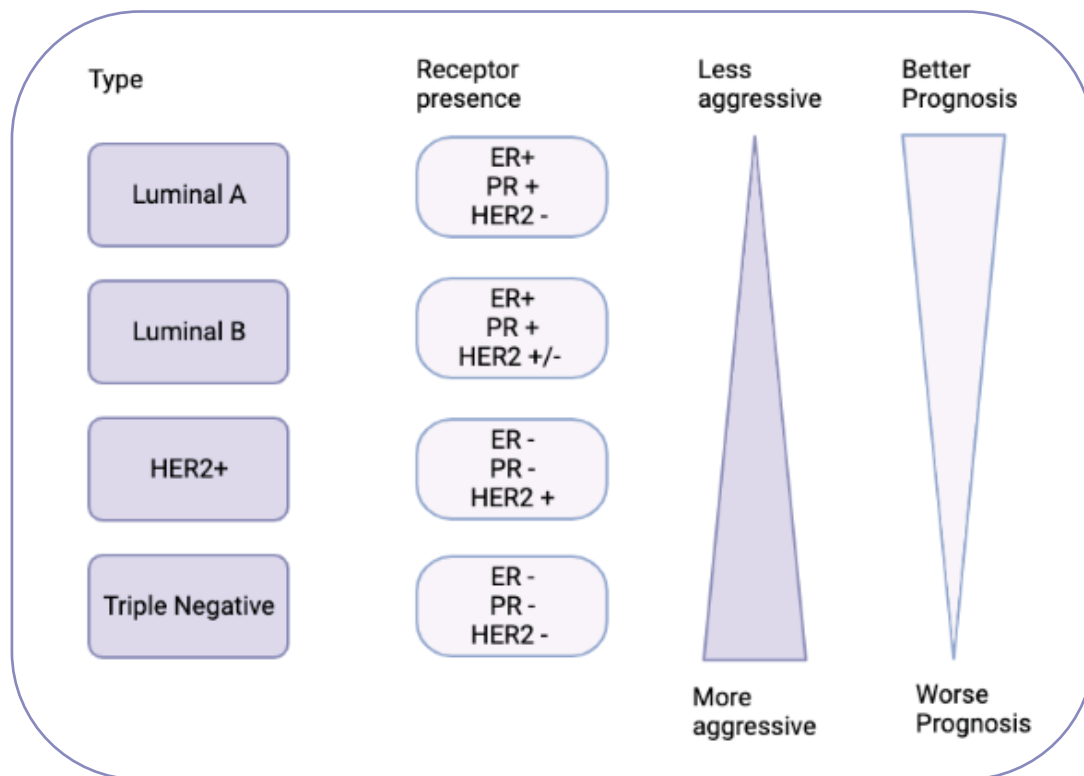 Type
Receptor
presence
Less
aggressive
Better
Prognosis
Luminal A
ER+
PR +
HER2 -
Luminal B
ER+
PR +
HER2 +/-
HER2+
ER -
PR -
HER2 +
Triple Negative
ER -
PR -
HER2 -
More
aggressive
Worse
Prognosis